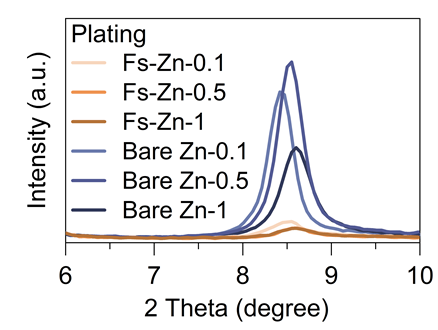 Plating
Fs-Zn-0.1
Fs-Zn-0.5
Fs-Zn-1
Bare Zn-0.1
Bare Zn-0.5
Bare Zn-1
Intensity (a.u.)
6 7 8 9 10
2 Theta (degree)